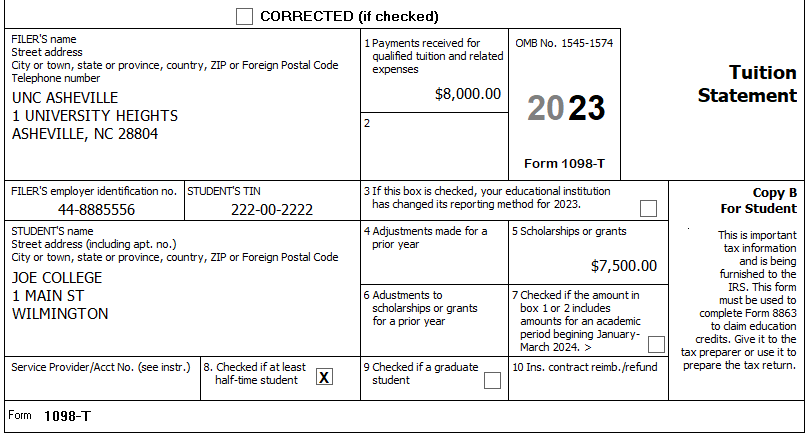 CORRECTED (if checked)
FILER'S name
Street address
City or town, state or province, country, ZIP or Foreign Postal Code
Telephone number
UNC ASHEVILLE
1 UNIVERSITY HEIGHTS
ASHEVILLE, NC 28804
1 Payments received for
qualified tuition and related
expenses
$8,000.00
2
OMB No. 1545-1574
2023
Form 1098-T
Tuition
Statement
FILER'S employer identification no.
44-8885556
STUDENT'S TIN
222-00-2222
3 If this box is checked, your educational institution
has changed its reporting method for 2023.
Copy B
For Student
STUDENT'S name
Street address (including apt. no.)
City or town, state or province, country, ZIP or Foreign Postal Code
JOE COLLEGE
1 MAIN ST
WILMINGTON
4 Adjustments made for a
prior year
5 Scholarships or grants
$7,500.00
This is important
tax information
and is being
furnished to the
IRS. This form
must be used to
complete Form 8863
to claim education
credits. Give it to the
tax preparer or use it to
prepare the tax return.
6 Adustments to
scholarships or grants
for a prior year
7 Checked if the amount in
box 1 or 2 includes
amounts for an academic
period begining January-
March 2024. >
Service Provider/Acct No. (see instr.)
8. Checked if at least
half-time student
X
9 Checked if a graduate
student
10 Ins. contract reimb./refund
Form 1098-T